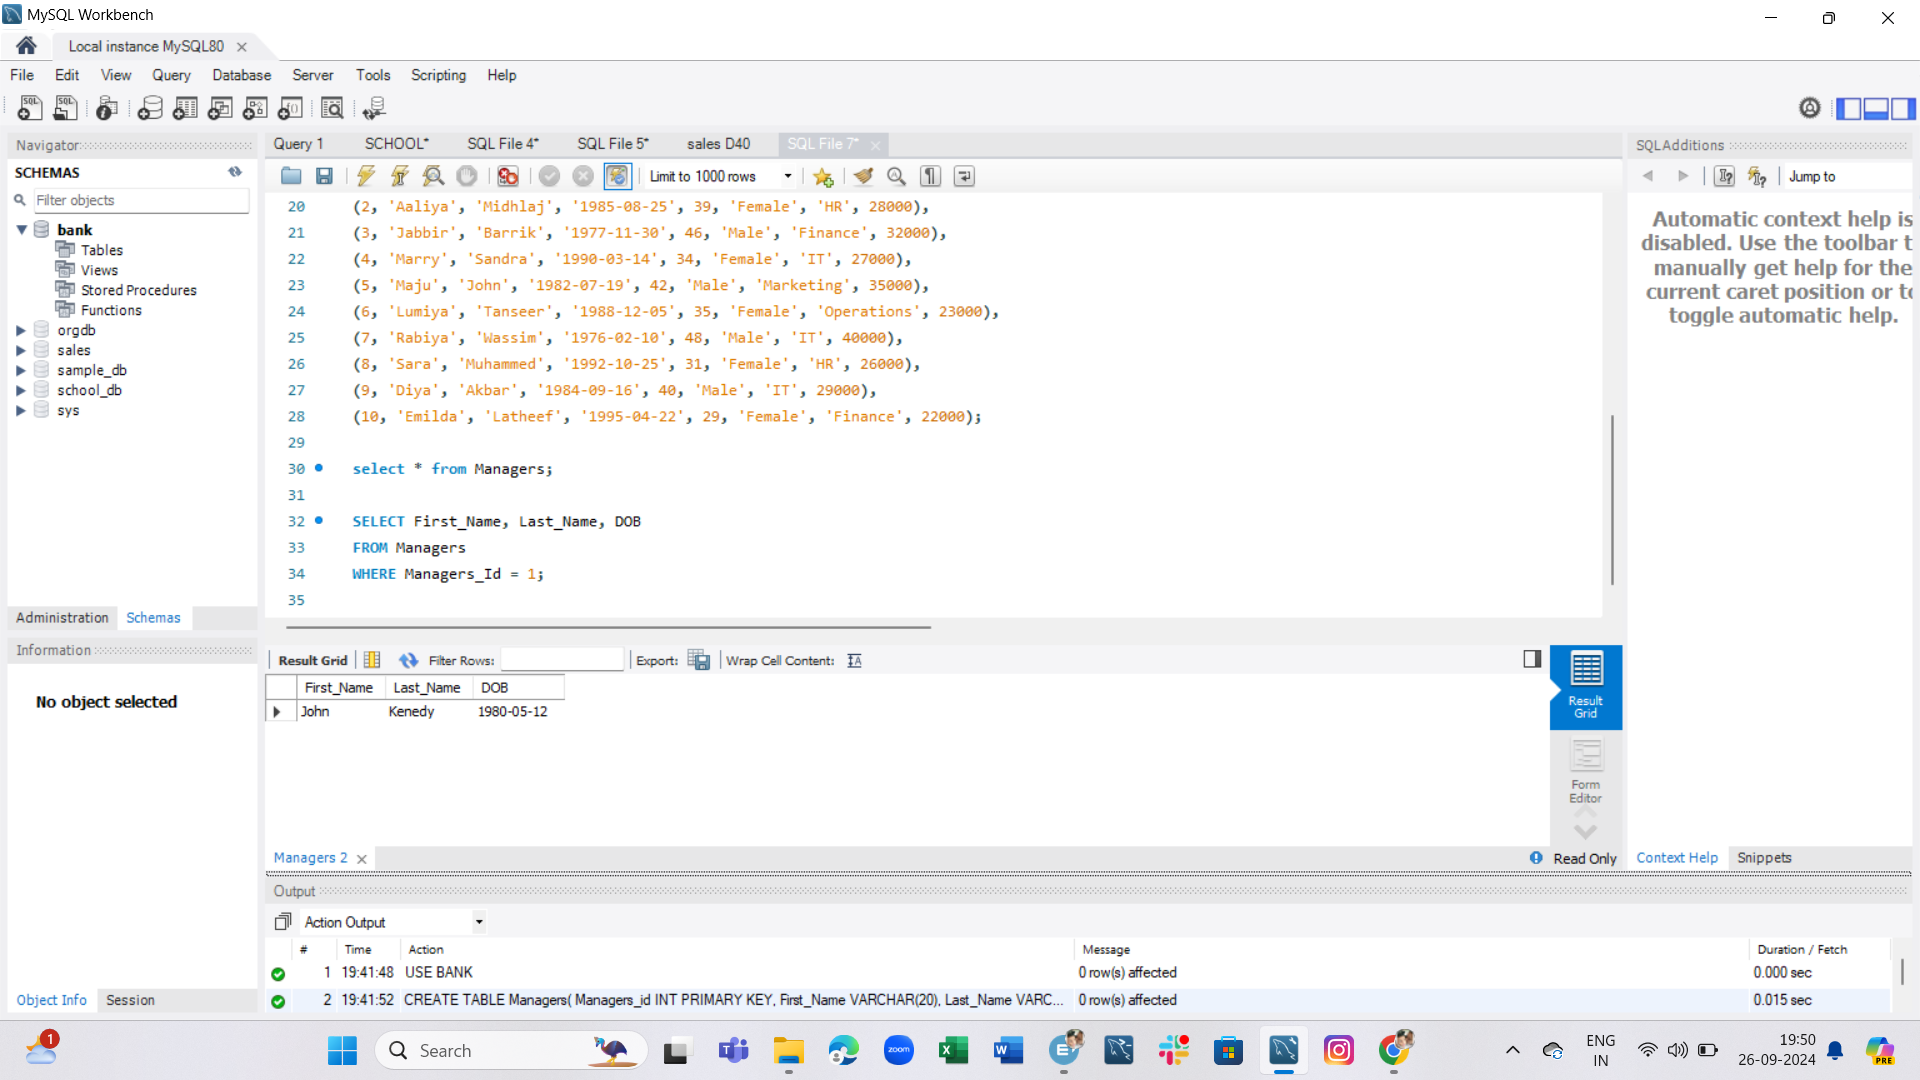 MySQL Workbench
Local instance MySQL80
File Edit View Query Database Server Tools Scripting Help
Navigator
SCHEMAS
Filter objects
bank
Tables
Views
Stored Procedures
Functions
orgdb
sales
sample_db
school_db
sys
Administration Schemas
Information
No object selected
Object Info Session
Query 1 SCHOOL* SQL File 4* SQL File 5* sales D40 SQL File 7*
Limit to 1000 rows
20 (2, 'Aaliya', 'Midhlaj', '1985-08-25', 39, 'Female', 'HR', 28000),
21 (3, 'Jabbir', 'Barrik', '1977-11-30', 46, 'Male', 'Finance', 32000),
22 (4, 'Marry', 'Sandra', '1990-03-14', 34, 'Female', 'IT', 27000),
23 (5, 'Maju', 'John', '1982-07-19', 42, 'Male', 'Marketing', 35000),
24 (6, 'Lumiya', 'Tanseer', '1988-12-05', 35, 'Female', 'Operations', 23000),
25 (7, 'Rabiya', 'Wassim', '1976-02-10', 48, 'Male', 'IT', 40000),
26 (8, 'Sara', 'Muhammed', '1992-10-25', 31, 'Female', 'HR', 26000),
27 (9, 'Diya', 'Akbar', '1984-09-16', 40, 'Male', 'IT', 29000),
28 (10, 'Emilda', 'Latheef', '1995-04-22', 29, 'Female', 'Finance', 22000);
29
30 select * from Managers;
31
32 SELECT First_Name, Last_Name, DOB
33 FROM Managers
34 WHERE Managers_Id = 1;
35
Result Grid Filter Rows: Export: Wrap Cell Content:
First_Name Last_Name DOB
John Kenedy 1980-05-12
Result
Grid
Form
Editor
Managers 2
Read Only
SQLAdditions
Jump to
Automatic context help is
disabled. Use the toolbar t
manually get help for the
current caret position or to
toggle automatic help.
Context Help Snippets
Output
Action Output
# Time Action Message Duration / Fetch
1 19:41:48 USE BANK 0 row(s) affected 0.000 sec
2 19:41:52 CREATE TABLE Managers( Managers_id INT PRIMARY KEY, First_Name VARCHAR(20), Last_Name VARC... 0 row(s) affected 0.015 sec
1
Search
zoom
ENG
IN
19:50
26-09-2024
PRE